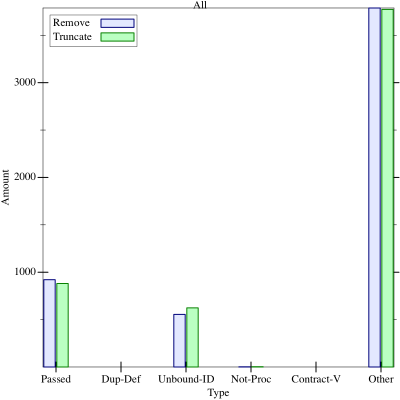 All
Remove
Truncate
3000
2000
1000
Amount
Passed Dup-Def Unbound-ID Not-Proc Contract-V Other
Type